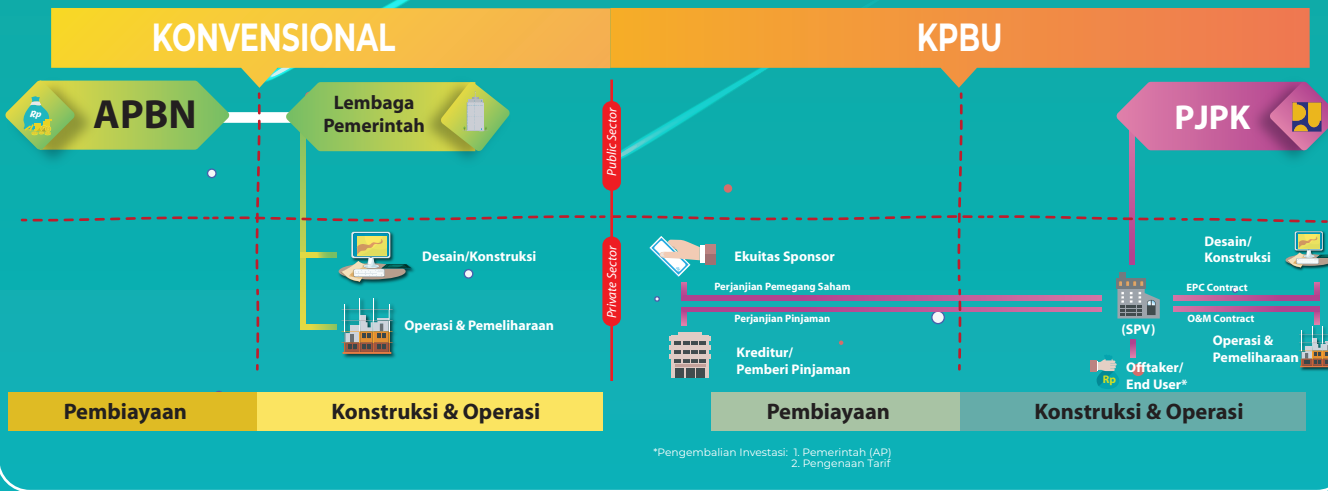 KONVENSIONAL
KPBU
Rp
APBN
Lembaga
Pemerintah
Public Sector
PJPK
Private Sector
Desain/Konstruksi
Operasi & Pemeliharaan
Ekuitas Sponsor
Perjanjian Pemegang Saham
Perjanjian Pinjaman
Kreditur/
Pemberi Pinjaman
Desain/
Konstruksi
EPC Contract
O&M Contract
(SPV)
Operasi &
Pemeliharaan
Rp
Offtaker/
End User*
Pembiayaan
Konstruksi & Operasi
Pembiayaan
Konstruksi & Operasi
*Pengembalian Investasi: 1. Pemerintah (AP)
2. Pengenaan Tarif